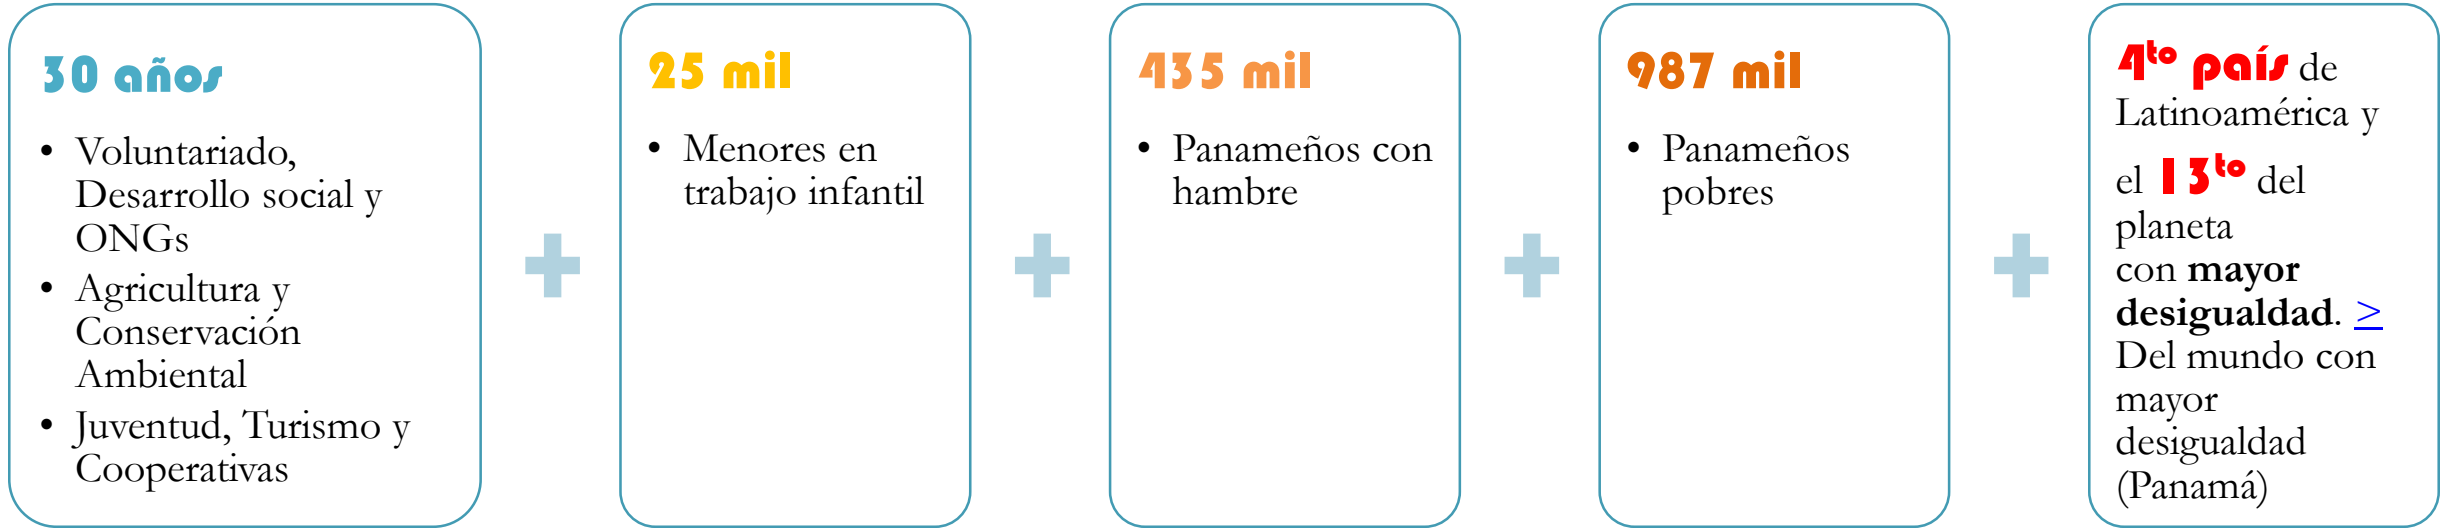 30 años
• Voluntariado,
Desarrollo social y
ONGs
• Agricultura y
Conservación
Ambiental
• Juventud, Turismo y
Cooperativas
25 mil
• Menores en
trabajo infantil
435 mil
• Panameños con
hambre
987 mil
• Panameños
pobres
4to país de
Latinoamérica y
el 13to del
planeta
con mayor
desigualdad. >
Del mundo con
mayor
desigualdad
(Panamá)